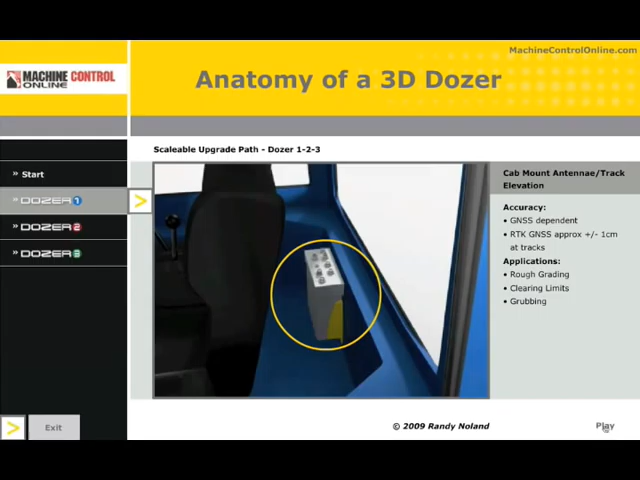 MachineControlOnline.com
MACHINE CONTROL
ONLINE
Anatomy of a 3D Dozer
Scaleable Upgrade Path - Dozer 1-2-3
» Start
» DOZER 1
» DOZER 2
» DOZER 3
>
Cab Mount Antennae/Track
Elevation
Accuracy:
• GNSS dependent
• RTK GNSS approx +/- 1cm
at tracks
Applications:
• Rough Grading
• Clearing Limits
• Grubbing
> Exit
© 2009 Randy Noland
Play